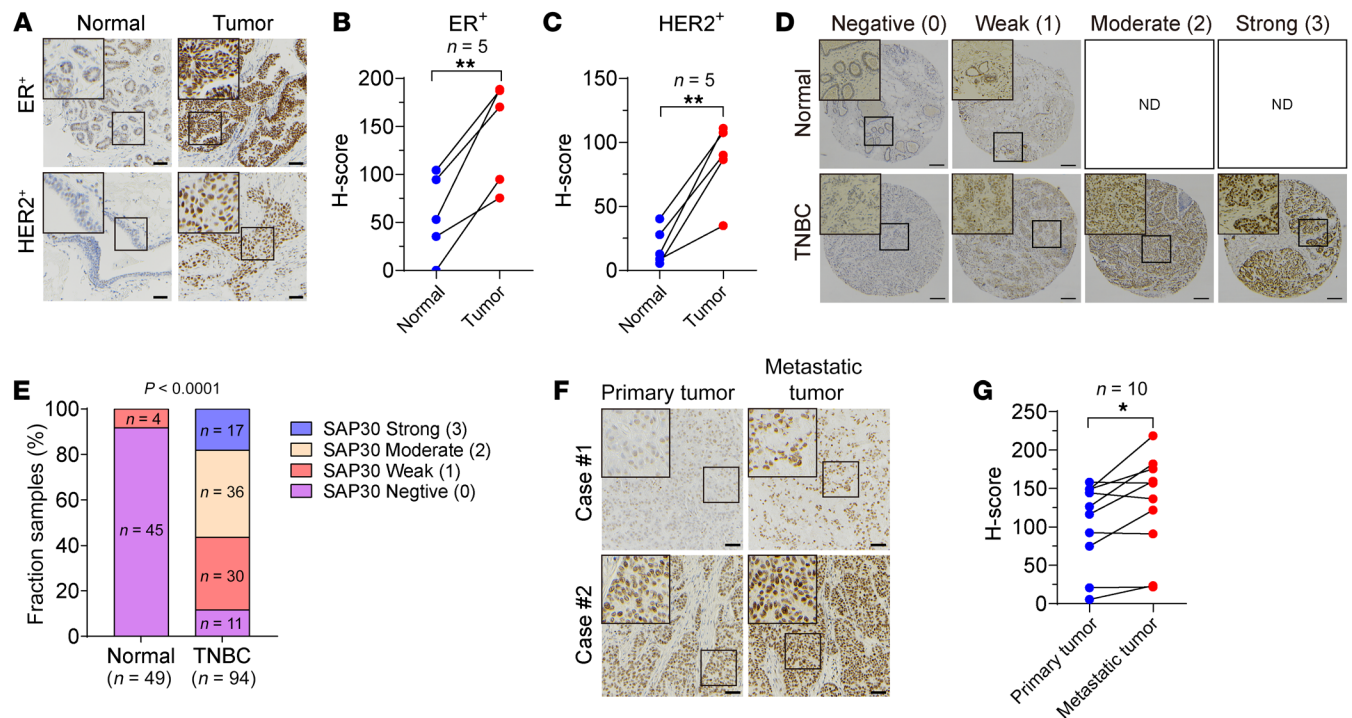 A
Normal
Tumor
ER⁺
HER2⁺
B
ER⁺
n = 5
**
H-score
200
150
100
50
0
Normal
Tumor
C
HER2⁺
n = 5
**
H-score
150
100
50
0
Normal
Tumor
D
Negative (0)
Weak (1)
Moderate (2)
Strong (3)
Normal
ND
ND
TNBC
E
P < 0.0001
Fraction samples (%)
100
80
60
40
20
0
n = 4
n = 45
n = 17
n = 36
n = 30
n = 11
Normal
(n = 49)
TNBC
(n = 94)
SAP30 Strong (3)
SAP30 Moderate (2)
SAP30 Weak (1)
SAP30 Negtive (0)
F
Primary tumor
Metastatic
tumor
Case #1
Case #2
G
n = 10
*
H-score
250
200
150
100
50
0
Primary tumor
Metastatic tumor